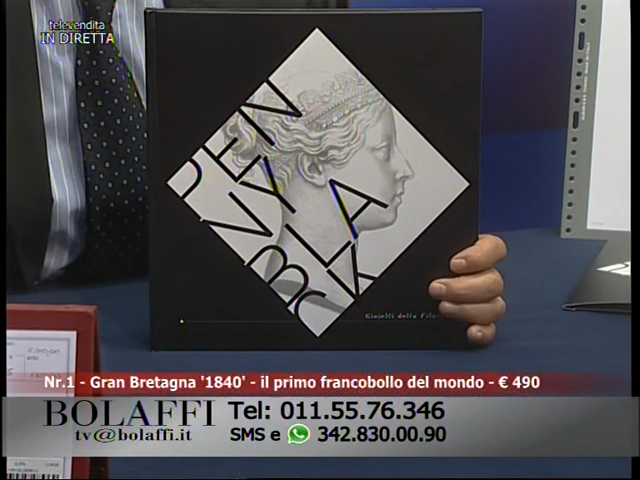 televendita
IN DIRETTA
PEN
NY
BLA
CK
Gioielli della Fila
Nr.1 - Gran Bretagna '1840' - il primo francobollo del mondo - € 490
BOLAFFI Tel: 011.55.76.346
tv@bolaffi.it SMS e 342.830.00.90